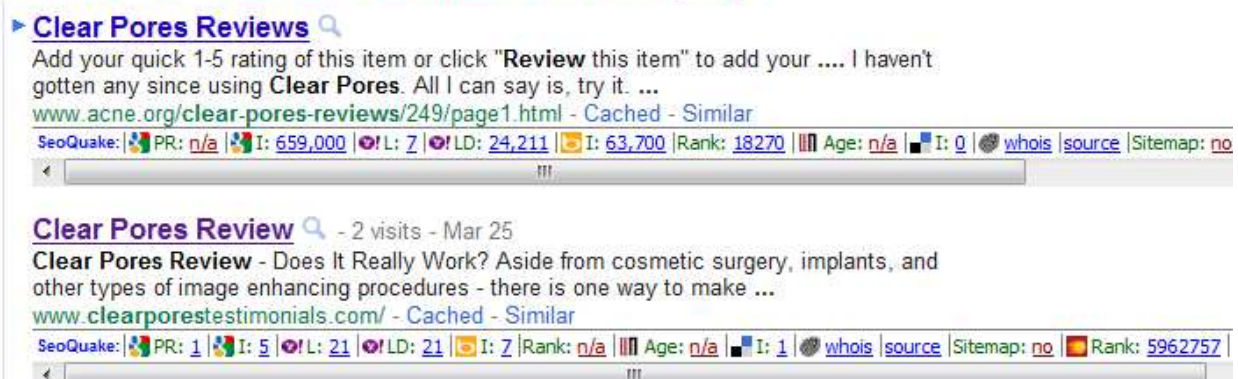 Clear Pores Reviews
Add your quick 1-5 rating of this item or click "Review this item" to add your .... I haven't
gotten any since using Clear Pores. All I can say is, try it. ...
www.acne.org/clear-pores-reviews/249/page1.html - Cached - Similar
SeoQuake: | PR: n/a | I: 659,000 | L: 7 | LD: 24,211 | I: 63,700 |Rank: 18270 | Age: n/a | I: 0 | whois |source |Sitemap: no
Clear Pores Review - 2 visits - Mar 25
Clear Pores Review - Does It Really Work? Aside from cosmetic surgery, implants, and
other types of image enhancing procedures - there is one way to make ...
www.clearporestestimonials.com/ - Cached - Similar
SeoQuake: | PR: 1 | I: 5 | L: 21 | LD: 21 | I: 7 |Rank: n/a | Age: n/a | I: 1 | whois |source |Sitemap: no | Rank: 5962757 |